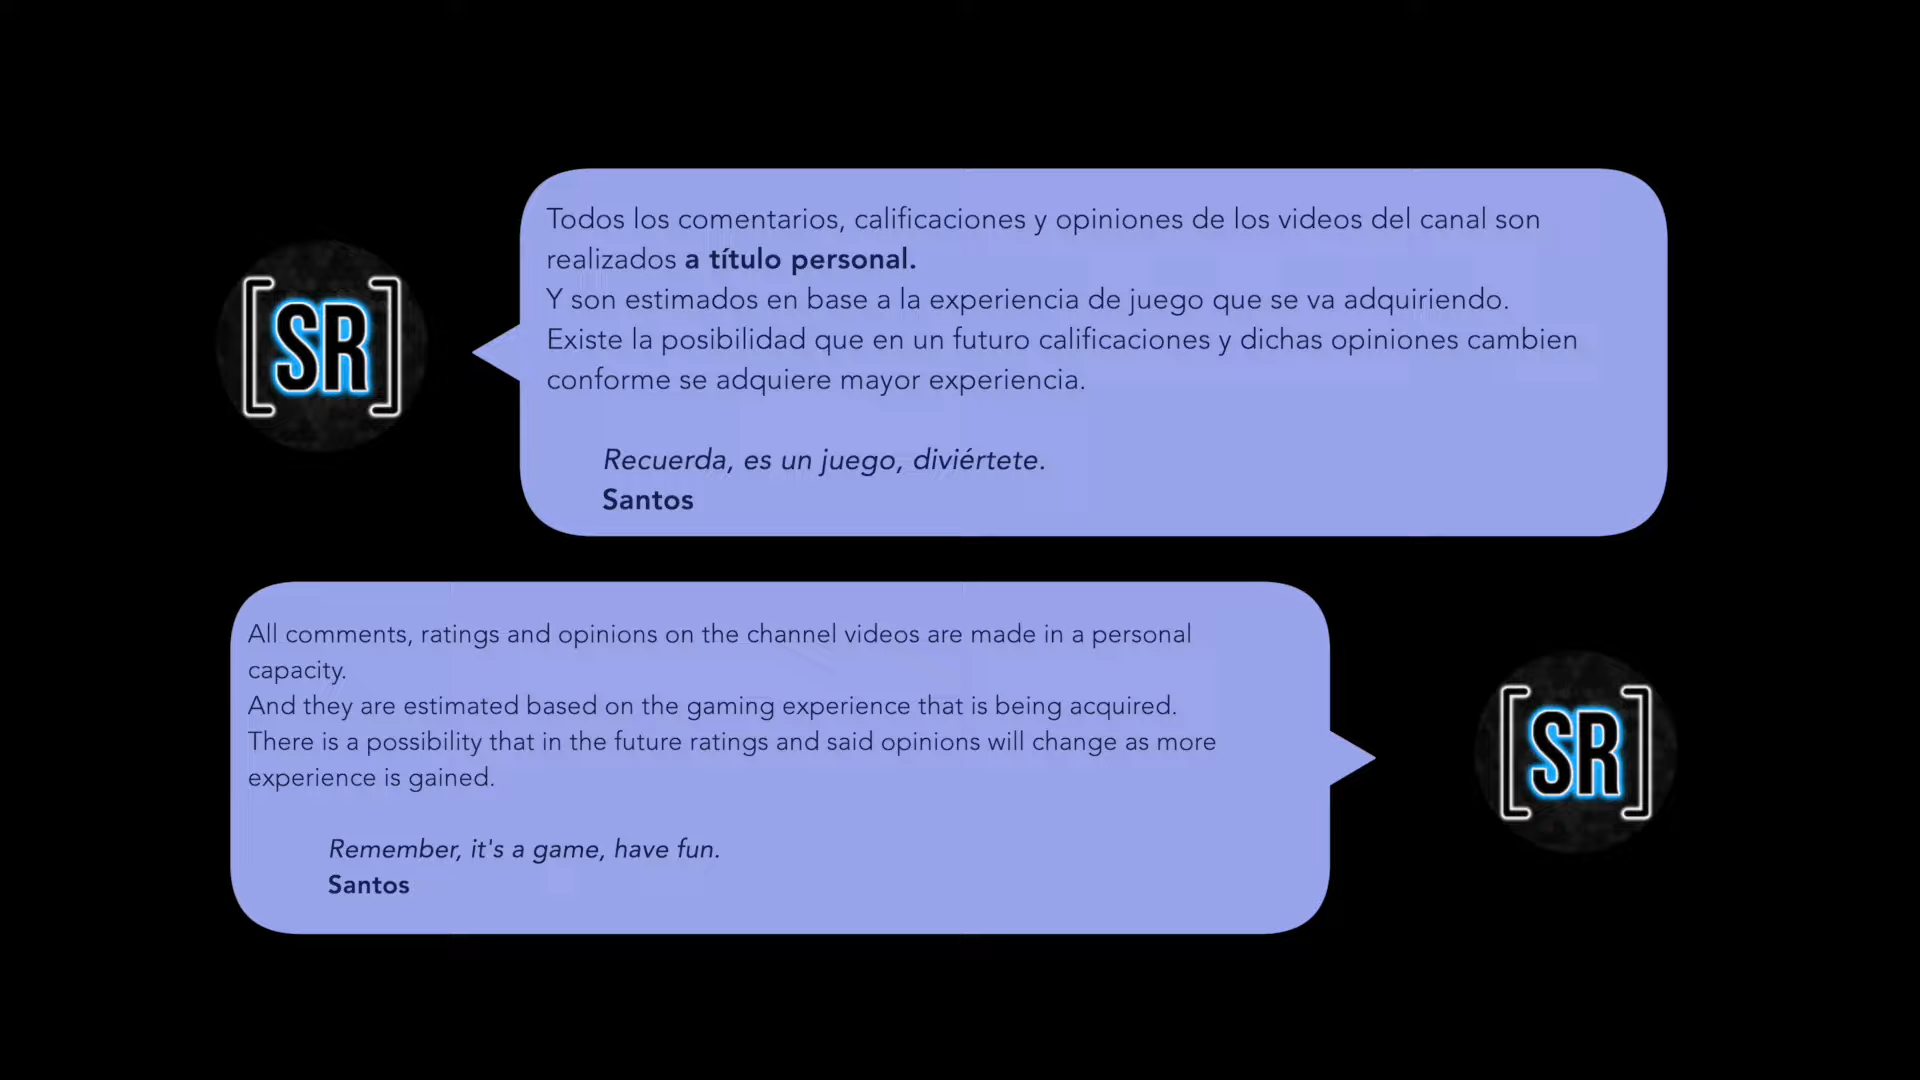 Todos los comentarios, calificaciones y opiniones de los videos del canal son
realizados a título personal.
Y son estimados en base a la experiencia de juego que se va adquiriendo.
Existe la posibilidad que en un futuro calificaciones y dichas opiniones cambien
conforme se adquiere mayor experiencia.
Recuerda, es un juego, diviértete.
Santos
[SR]
All comments, ratings and opinions on the channel videos are made in a personal
capacity.
And they are estimated based on the gaming experience that is being acquired.
There is a possibility that in the future ratings and said opinions will change as more
experience is gained.
Remember, it's a game, have fun.
Santos
[SR]